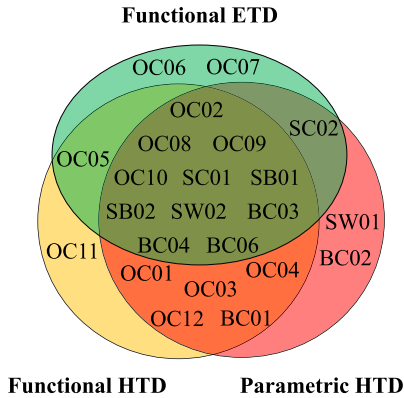 Functional ETD
OC06 OC07
OC02
SC02
OC08 OC09
OC05
OC10 SC01 SB01
SB02 SW02 BC03
SW01
BC04 BC06
OC11
BC02
OC01 OC04
OC03
OC12 BC01
Functional HTD Parametric HTD